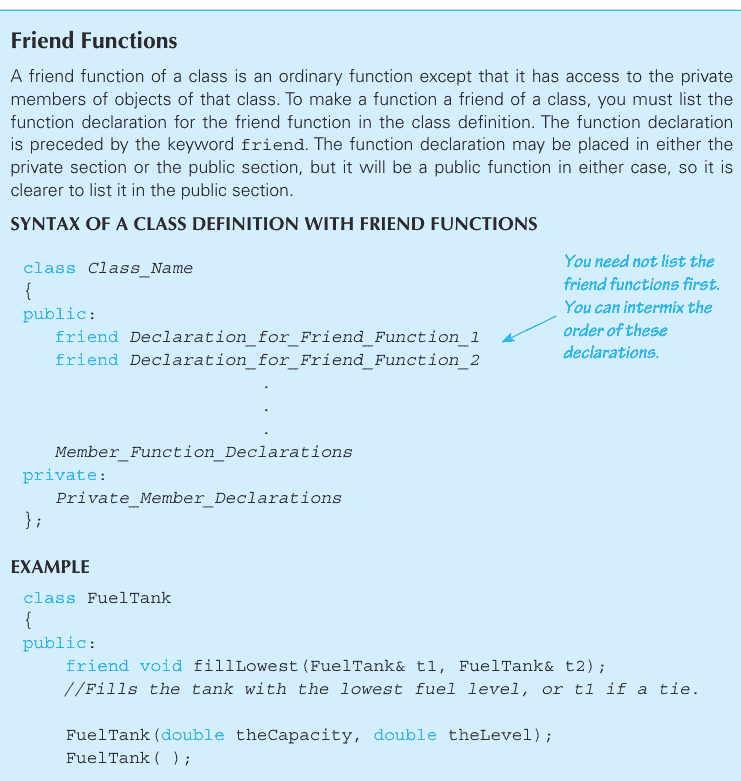 Friend Functions
A friend function of a class is an ordinary function except that it has access to the private
members of objects of that class. To make a function a friend of a class, you must list the
function declaration for the friend function in the class definition. The function declaration
is preceded by the keyword friend. The function declaration may be placed in either the
private section or the public section, but it will be a public function in either case, so it is
clearer to list it in the public section.
SYNTAX OF A CLASS DEFINITION WITH FRIEND FUNCTIONS
class Class_Name
{
public:
friend Declaration_for_Friend_Function_1
friend Declaration_for_Friend_Function_2
.
.
.
Member_Function_Declarations
private:
Private_Member_Declarations
};
You need not list the
friend functions first.
You can intermix the
order of these
declarations.
EXAMPLE
class FuelTank
{
public:
friend void fillLowest(FuelTank& t1, FuelTank& t2);
//Fills the tank with the lowest fuel level, or t1 if a tie.
FuelTank(double theCapacity, double theLevel);
FuelTank( );